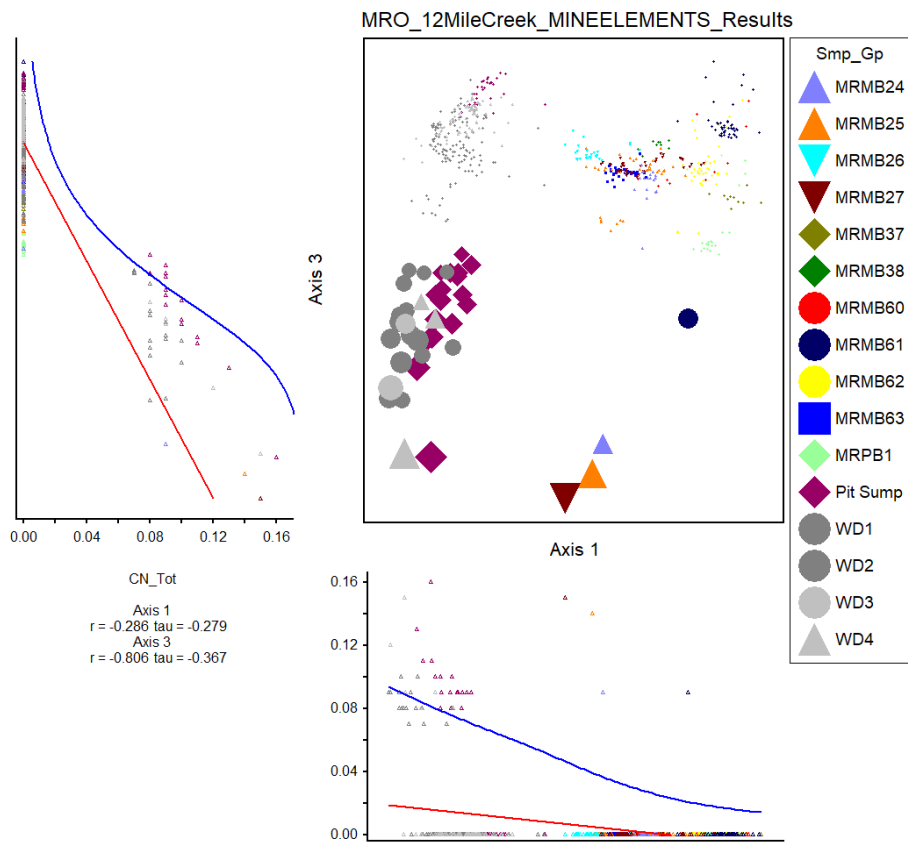 MRO_12MileCreek_MINEELEMENTS_Results
Axis 3
0.00 0.04 0.08 0.12 0.16
CN_Tot
Axis 1
r = -0.286 tau = -0.279
Axis 3
r = -0.806 tau = -0.367
Axis 1
0.16
0.12
0.08
0.04
0.00
Smp_Gp
MRMB24
MRMB25
MRMB26
MRMB27
MRMB37
MRMB38
MRMB60
MRMB61
MRMB62
MRMB63
MRPB1
Pit Sump
WD1
WD2
WD3
WD4